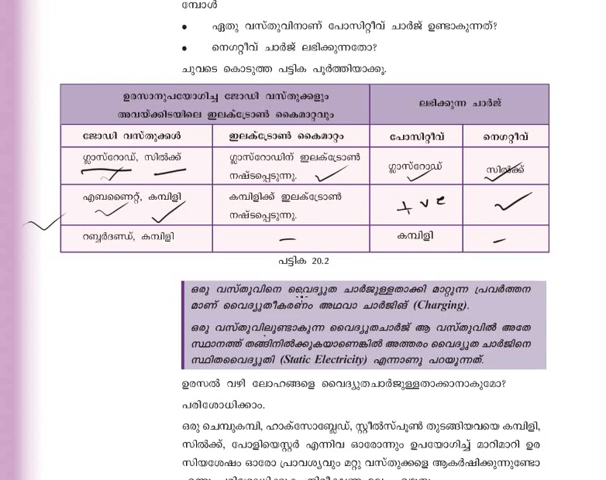 മ്പോൾ
• ഏതു വസ്തുവിനാണ് പോസിറ്റീവ് ചാർജ് ഉണ്ടാകുന്നത്?
• നെഗറ്റീവ് ചാർജ് ലഭിക്കുന്നതോ?
ചുവടെ കൊടുത്ത പട്ടിക പൂർത്തിയാക്കൂ.
ഉരസാനുപയോഗിച്ച ജോഡി വസ്തുക്കളും അവയ്ക്കിടയിലെ ഇലക്ട്രോൺ കൈമാറ്റവും ലഭിക്കുന്ന ചാർജ്
ജോഡി വസ്തുക്കൾ ഇലക്ട്രോൺ കൈമാറ്റം പോസിറ്റീവ് നെഗറ്റീവ്
ഗ്ലാസ്റോഡ്, സിൽക്ക് ഗ്ലാസ്റോഡിന് ഇലക്ട്രോൺ നഷ്ടപ്പെടുന്നു. ഗ്ലാസ്റോഡ് സിൽക്ക്
എബണൈറ്റ്, കമ്പിളി കമ്പിളിക്ക് ഇലക്ട്രോൺ നഷ്ടപ്പെടുന്നു. + ve
റബ്ബർദണ്ഡ്, കമ്പിളി — കമ്പിളി —
പട്ടിക 20.2
ഒരു വസ്തുവിനെ വൈദ്യുത ചാർജുള്ളതാക്കി മാറ്റുന്ന പ്രവർത്തന
മാണ് വൈദ്യുതീകരണം അഥവാ ചാർജിങ് (Charging).
ഒരു വസ്തുവിലുണ്ടാകുന്ന വൈദ്യുതചാർജ് ആ വസ്തുവിൽ അതേ
സ്ഥാനത്ത് തങ്ങിനിൽക്കുകയാണെങ്കിൽ അത്തരം വൈദ്യുത ചാർജിനെ
സ്ഥിതവൈദ്യുതി (Static Electricity) എന്നാണു പറയുന്നത്.
ഉരസൽ വഴി ലോഹങ്ങളെ വൈദ്യുതചാർജുള്ളതാക്കാനാകുമോ?
പരിശോധിക്കാം.
ഒരു ചെമ്പുകമ്പി, ഹാക്സോബ്ലേഡ്, സ്റ്റീൽസ്പൂൺ തുടങ്ങിയവയെ കമ്പിളി,
സിൽക്ക്, പോളിയെസ്റ്റർ എന്നിവ ഓരോന്നും ഉപയോഗിച്ച് മാറിമാറി ഉര
സിയശേഷം ഓരോ പ്രാവശ്യവും മറ്റു വസ്തുക്കളെ ആകർഷിക്കുന്നുണ്ടോ